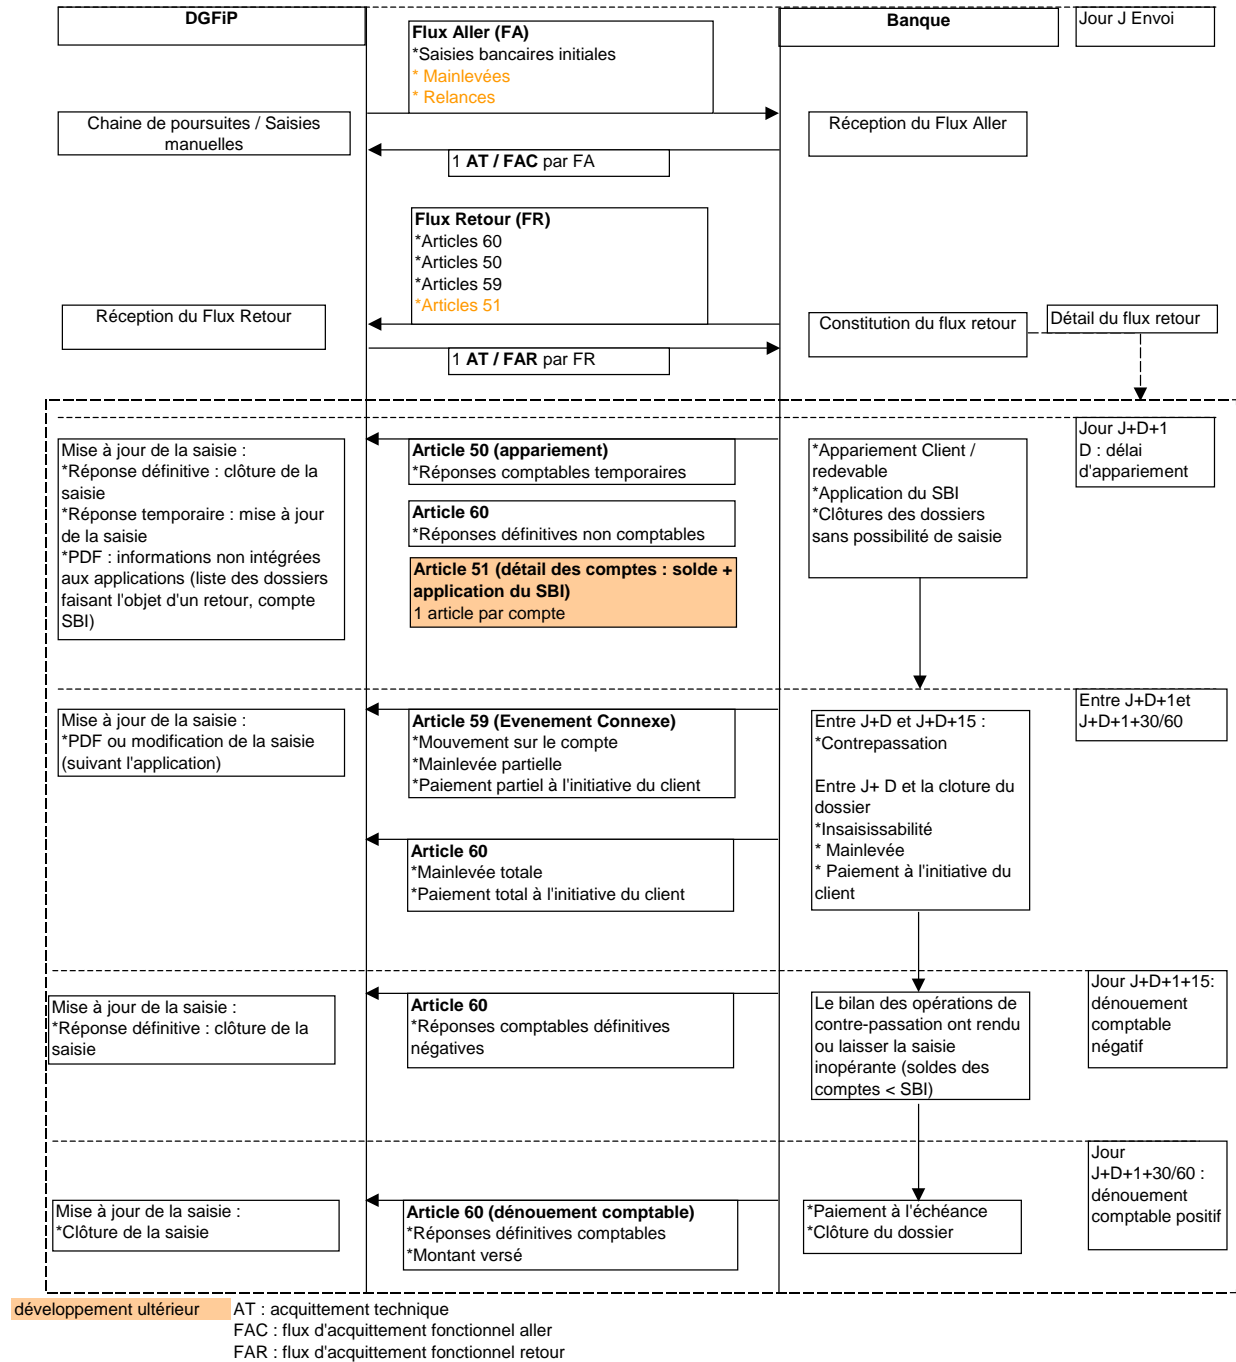 DGFiP
Flux Aller (FA)
*Saisies bancaires initiales
* Mainlevées
* Relances
Banque
Jour J Envoi
Chaine de poursuites / Saisies
manuelles
Réception du Flux Aller
1 AT / FAC par FA
Flux Retour (FR)
*Articles 60
*Articles 50
*Articles 59
*Articles 51
Réception du Flux Retour
Constitution du flux retour
Détail du flux retour
1 AT / FAR par FR
Mise à jour de la saisie :
*Réponse définitive : clôture de la
saisie
*Réponse temporaire : mise à jour
de la saisie
*PDF : informations non intégrées
aux applications (liste des dossiers
faisant l'objet d'un retour, compte
SBI)
Article 50 (appariement)
*Réponses comptables temporaires
Article 60
*Réponses définitives non comptables
Article 51 (détail des comptes : solde +
application du SBI)
1 article par compte
*Appariement Client /
redevable
*Application du SBI
*Clôtures des dossiers
sans possibilité de saisie
Jour J+D+1
D : délai
d'appariement
Mise à jour de la saisie :
*PDF ou modification de la saisie
(suivant l'application)
Article 59 (Evenement Connexe)
*Mouvement sur le compte
*Mainlevée partielle
*Paiement partiel à l'initiative du client
Article 60
*Mainlevée totale
*Paiement total à l'initiative du client
Entre J+D et J+D+15 :
*Contrepassation
Entre J+ D et la cloture du
dossier
*Insaisissabilité
* Mainlevée
* Paiement à l'initiative du
client
Entre J+D+1et
J+D+1+30/60
Mise à jour de la saisie :
*Réponse définitive : clôture de la
saisie
Article 60
*Réponses comptables définitives
négatives
Le bilan des opérations de
contre-passation ont rendu
ou laisser la saisie
inopérante (soldes des
comptes < SBI)
Jour J+D+1+15:
dénouement
comptable
négatif
Mise à jour de la saisie :
*Clôture de la saisie
Article 60 (dénouement comptable)
*Réponses définitives comptables
*Montant versé
*Paiement à l'échéance
*Clôture du dossier
Jour
J+D+1+30/60 :
dénouement
comptable positif
développement ultérieur
AT : acquittement technique
FAC : flux d'acquittement fonctionnel aller
FAR : flux d'acquittement fonctionnel retour